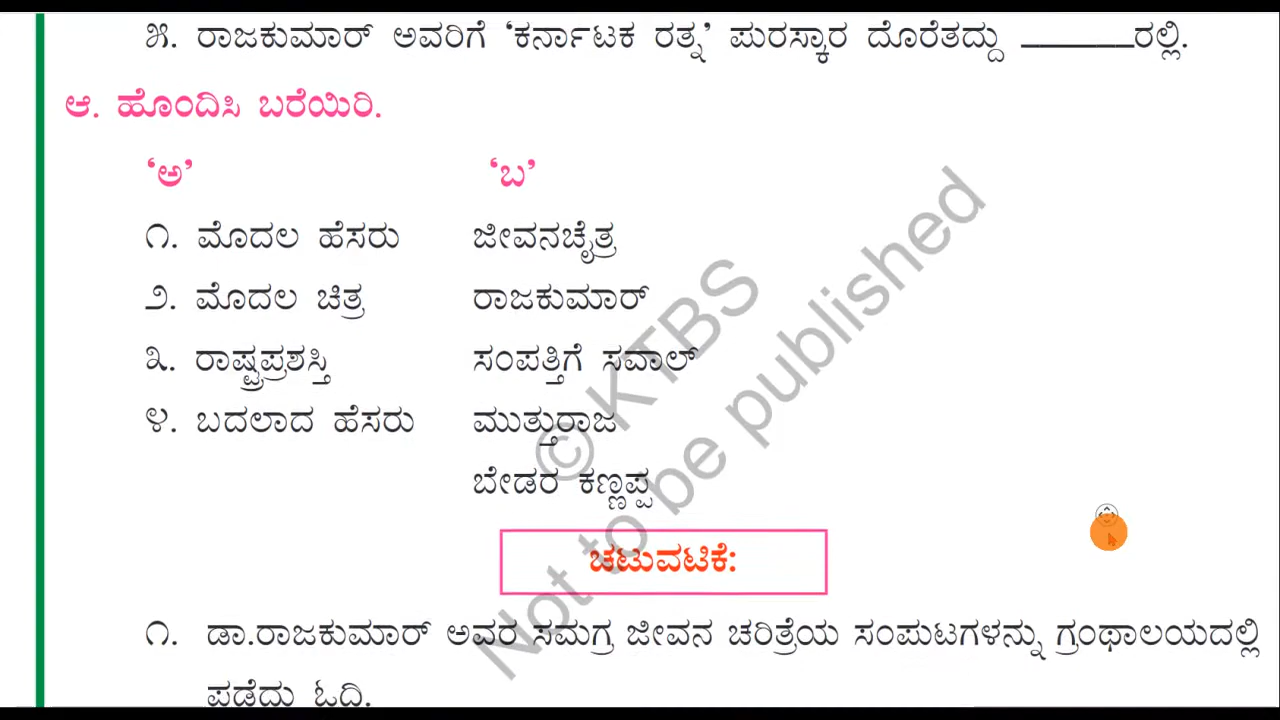 ೫. ರಾಜಕುಮಾರ್ ಅವರಿಗೆ ‘ಕರ್ನಾಟಕ ರತ್ನ’ ಪುರಸ್ಕಾರ ದೊರೆತದ್ದು ______ರಲ್ಲಿ.
ಆ. ಹೊಂದಿಸಿ ಬರೆಯಿರಿ.
‘ಅ’ ‘ಬ’
೧. ಮೊದಲ ಹೆಸರು ಜೀವನಚೈತ್ರ
೨. ಮೊದಲ ಚಿತ್ರ ರಾಜಕುಮಾರ್
೩. ರಾಷ್ಟ್ರಪ್ರಶಸ್ತಿ ಸಂಪತ್ತಿಗೆ ಸವಾಲ್
೪. ಬದಲಾದ ಹೆಸರು ಮುತ್ತುರಾಜ
ಬೇಡರ ಕಣ್ಣಪ್ಪ
ಚಟುವಟಿಕೆ:
೧. ಡಾ.ರಾಜಕುಮಾರ್ ಅವರ ಸಮಗ್ರ ಜೀವನ ಚರಿತ್ರೆಯ ಸಂಪುಟಗಳನ್ನು ಗ್ರಂಥಾಲಯದಲ್ಲಿ
ಪಡೆದು ಓದಿ.
© KTBS
Not to be published